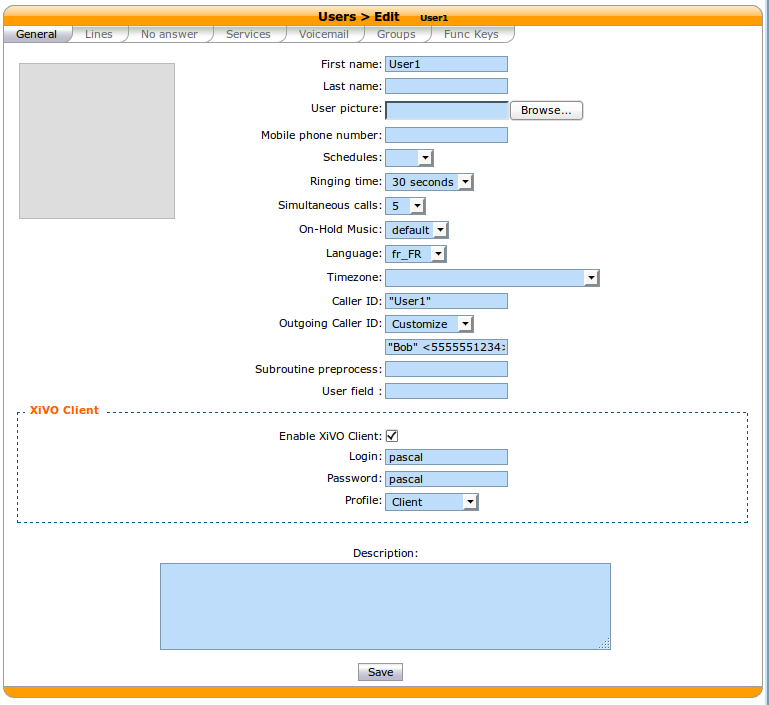 Users > Edit User1
General Lines No answer Services Voicemail Groups Func Keys
First name: User1
Last name:
User picture: Browse...
Mobile phone number:
Schedules:
Ringing time: 30 seconds
Simultaneous calls: 5
On-Hold Music: default
Language: fr_FR
Timezone:
Caller ID: "User1"
Outgoing Caller ID: Customize
"Bob" <5555551234>
Subroutine preprocess:
User field :
XiVO Client
Enable XiVO Client:
Login: pascal
Password: pascal
Profile: Client
Description:
Save